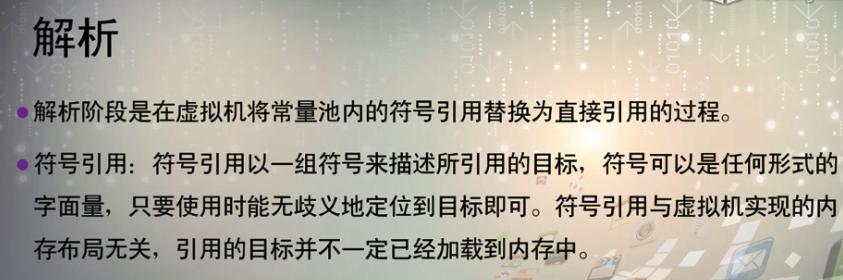 解析
解析阶段是在虚拟机将常量池内的符号引用替换为直接引用的过程。
符号引用：符号引用以一组符号来描述所引用的目标，符号可以是任何形式的
字面量，只要使用时能无歧义地定位到目标即可。符号引用与虚拟机实现的内
存布局无关，引用的目标并不一定已经加载到内存中。